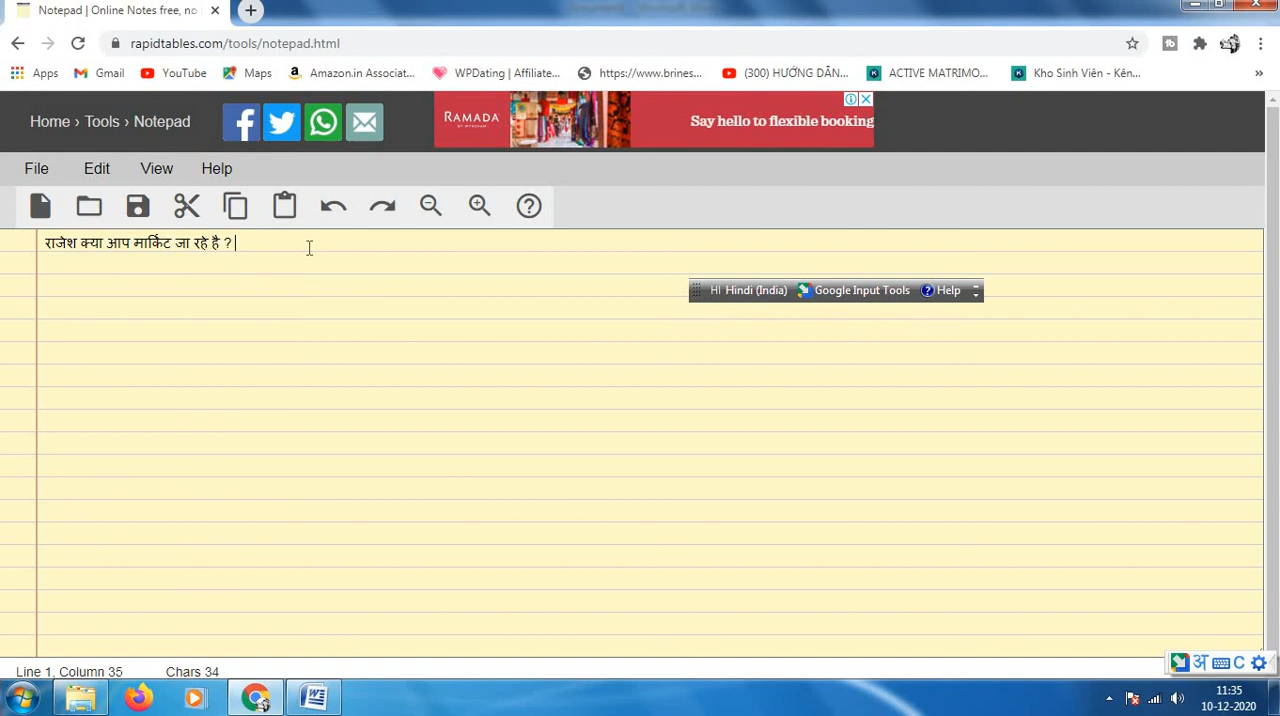 Notepad | Online Notes free, no
rapidtables.com/tools/notepad.html
Apps Gmail YouTube Maps Amazon.in Associat... WPDating | Affiliate... https://www.brines... (300) HƯỚNG DẪN... ACTIVE MATRIMO... Kho Sinh Viên - Kên... »
Home › Tools › Notepad
RAMADA
BY WYNDHAM
Say hello to flexible booking
File Edit View Help
राजेश क्या आप मार्किट जा रहे है ?
HI Hindi (India) Google Input Tools Help
Line 1, Column 35 Chars 34
अ
11:35
10-12-2020